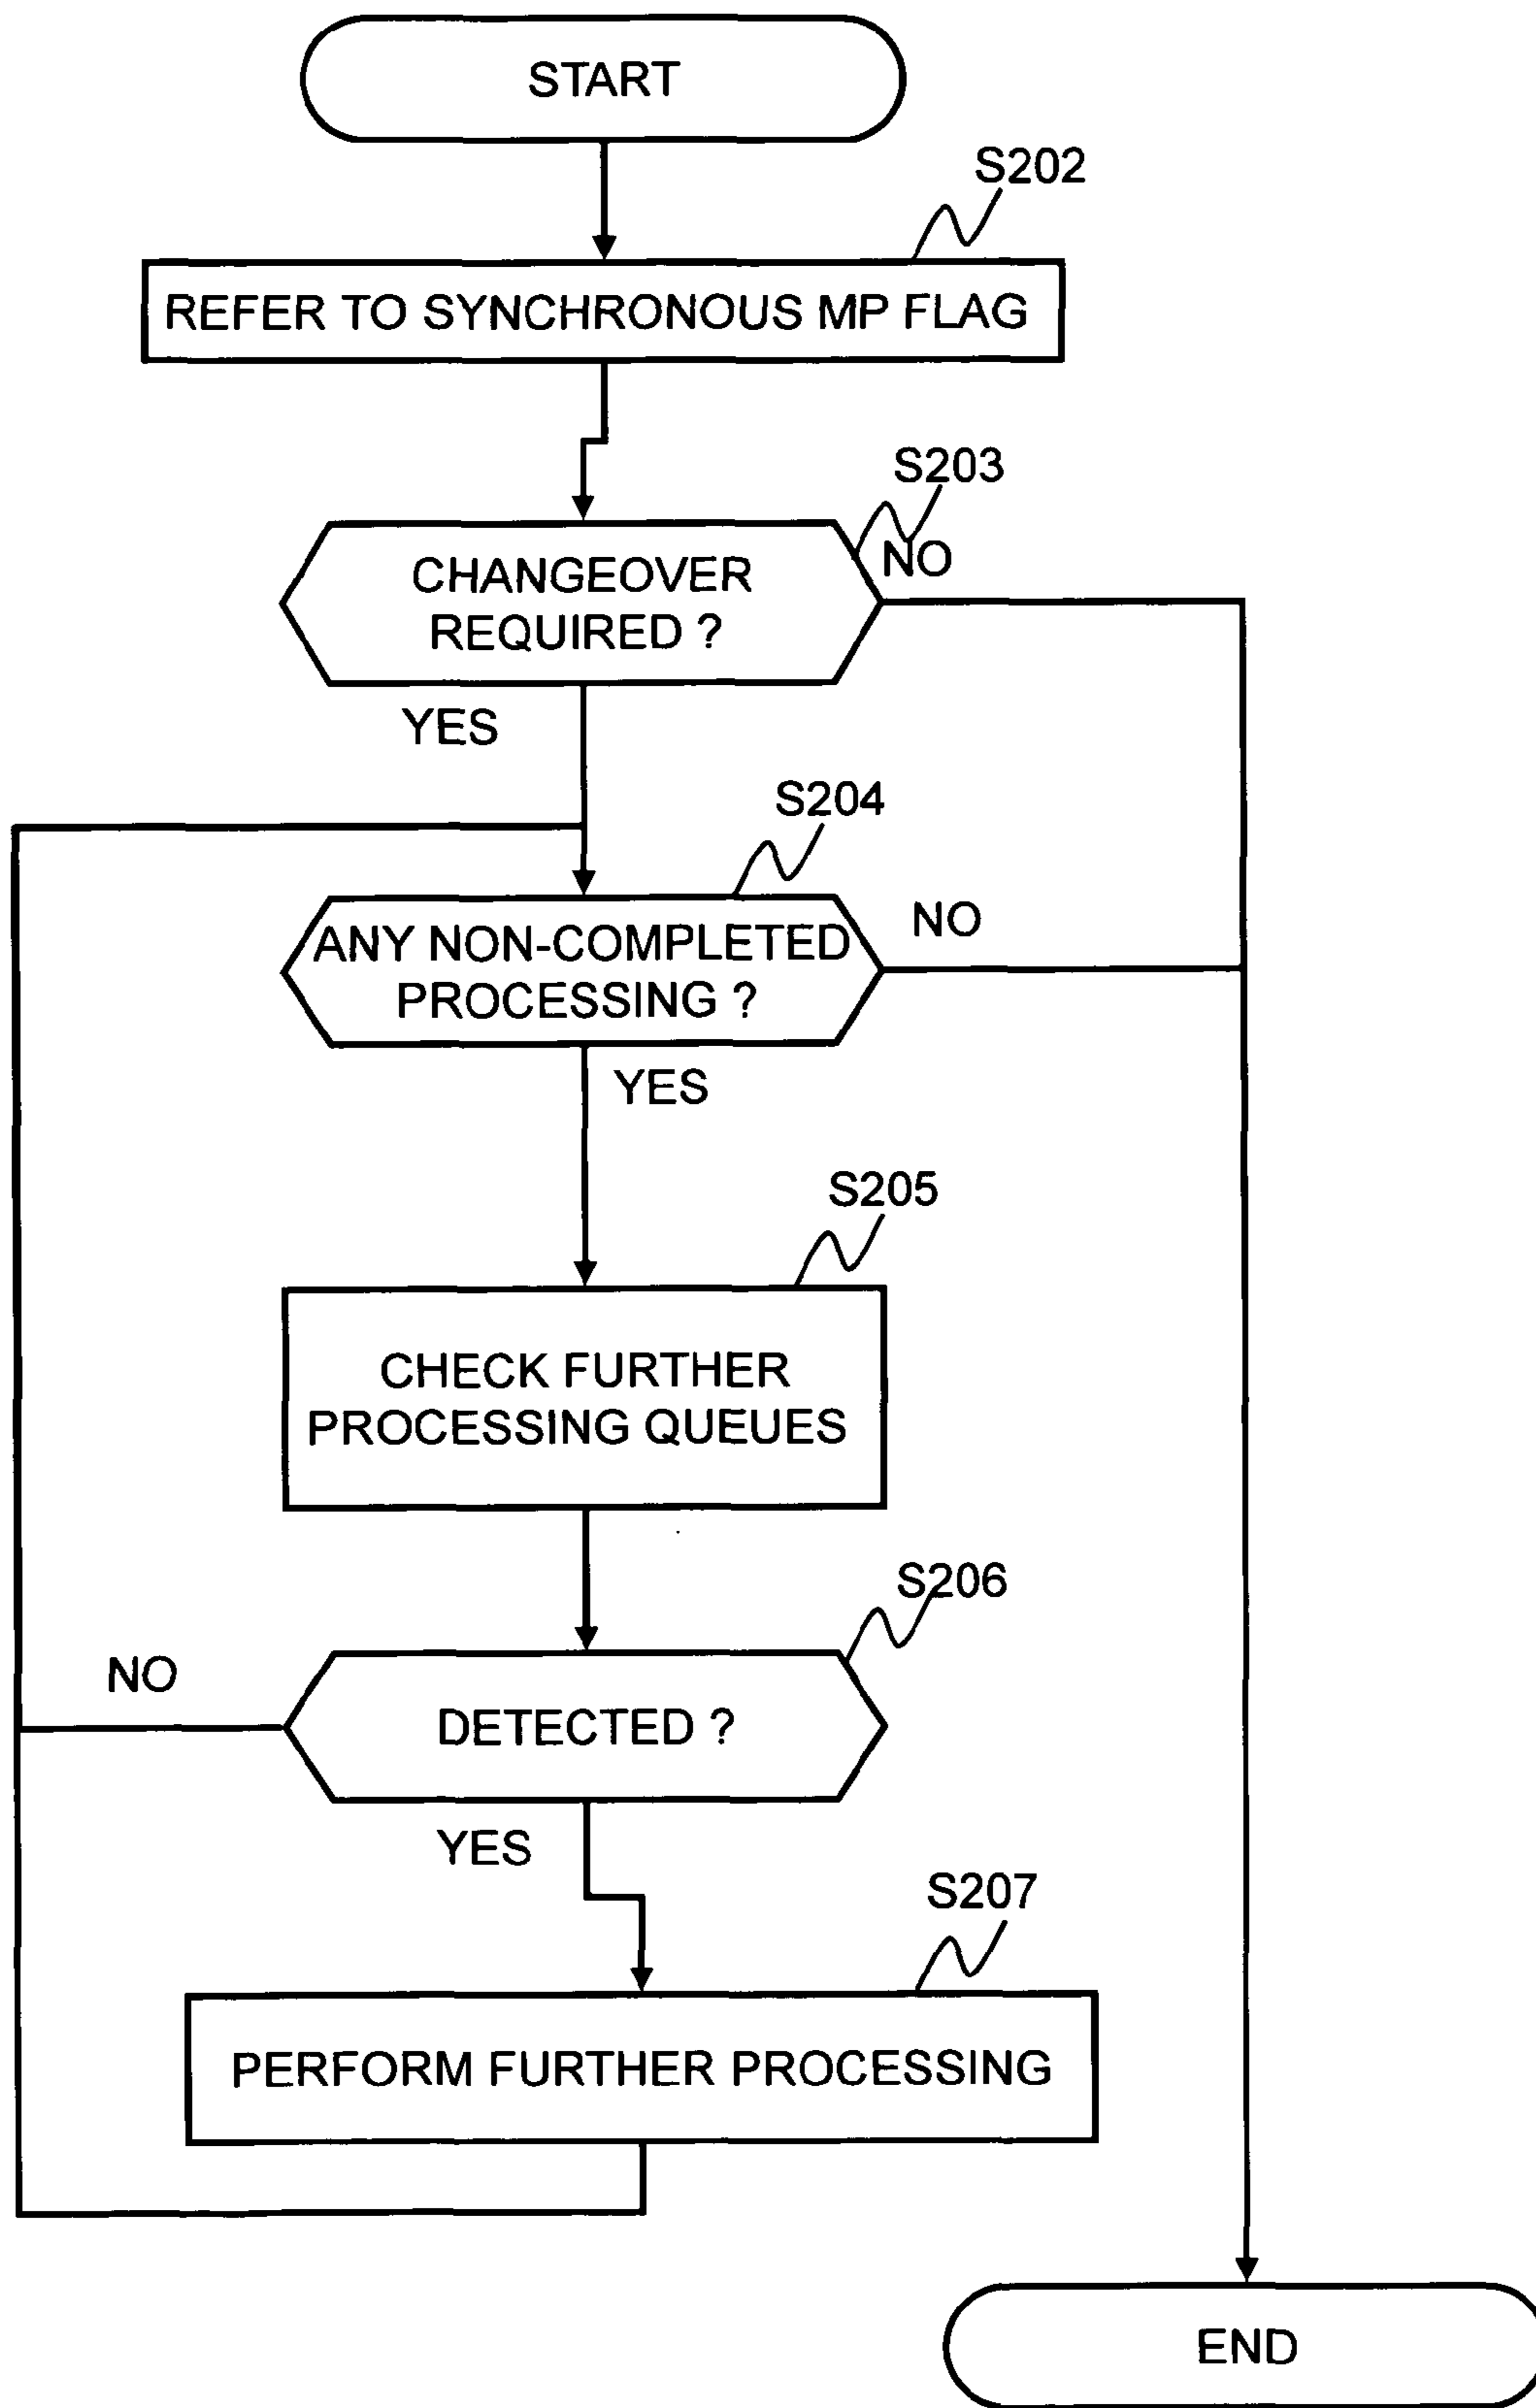 START
S202
REFER TO SYNCHRONOUS MP FLAG
S203
NO
CHANGEOVER
REQUIRED ?
YES
S204
NO
ANY NON-COMPLETED
PROCESSING ?
YES
S205
CHECK FURTHER
PROCESSING QUEUES
S206
NO
DETECTED ?
YES
S207
PERFORM FURTHER PROCESSING
END